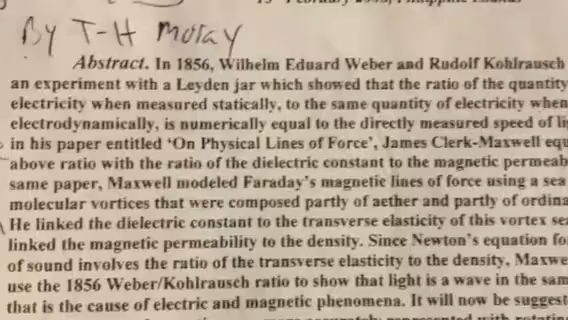 By T-H Moray
Abstract. In 1856, Wilhelm Eduard Weber and Rudolf Kohlrausch
an experiment with a Leyden jar which showed that the ratio of the quantity
electricity when measured statically, to the same quantity of electricity when
electrodynamically, is numerically equal to the directly measured speed of
in his paper entitled 'On Physical Lines of Force', James Clerk-Maxwell
above ratio with the ratio of the dielectric constant to the magnetic
same paper, Maxwell modeled Faraday's magnetic lines of force using a sea
molecular vortices that were composed partly of aether and partly of
He linked the dielectric constant to the transverse elasticity of this vortex
linked the magnetic permeability to the density. Since Newton's equation
of sound involves the ratio of the transverse elasticity to the density,
use the 1856 Weber/Kohlrausch ratio to show that light is a wave in the
that is the cause of electric and magnetic phenomena. It will now be